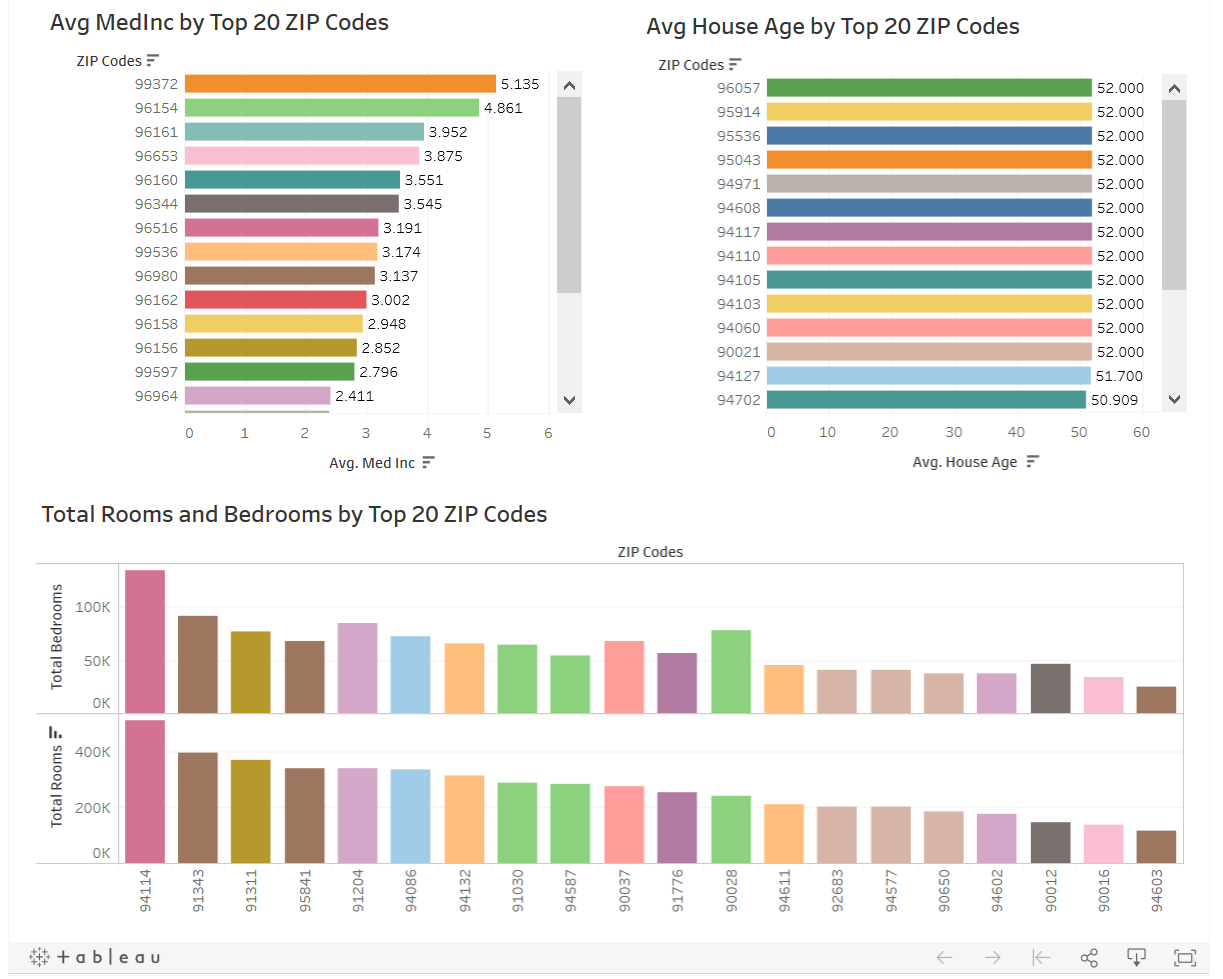 Avg MedInc by Top 20 ZIP Codes
ZIP Codes
99372 5.135
96154 4.861
96161 3.952
96653 3.875
96160 3.551
96344 3.545
96516 3.191
99536 3.174
96980 3.137
96162 3.002
96158 2.948
96156 2.852
99597 2.796
96964 2.411
0 1 2 3 4 5 6
Avg. Med Inc
Avg House Age by Top 20 ZIP Codes
ZIP Codes
96057 52.000
95914 52.000
95536 52.000
95043 52.000
94971 52.000
94608 52.000
94117 52.000
94110 52.000
94105 52.000
94103 52.000
94060 52.000
90021 52.000
94127 51.700
94702 50.909
0 10 20 30 40 50 60
Avg. House Age
Total Rooms and Bedrooms by Top 20 ZIP Codes
ZIP Codes
Total Bedrooms
100K
50K
0K
Total Rooms
400K
200K
0K
94114 91343 91311 95841 91204 94086 94132 91030 94587 90037 91776 90028 94611 92683 94577 90650 94602 90012 90016 94603
+ableau